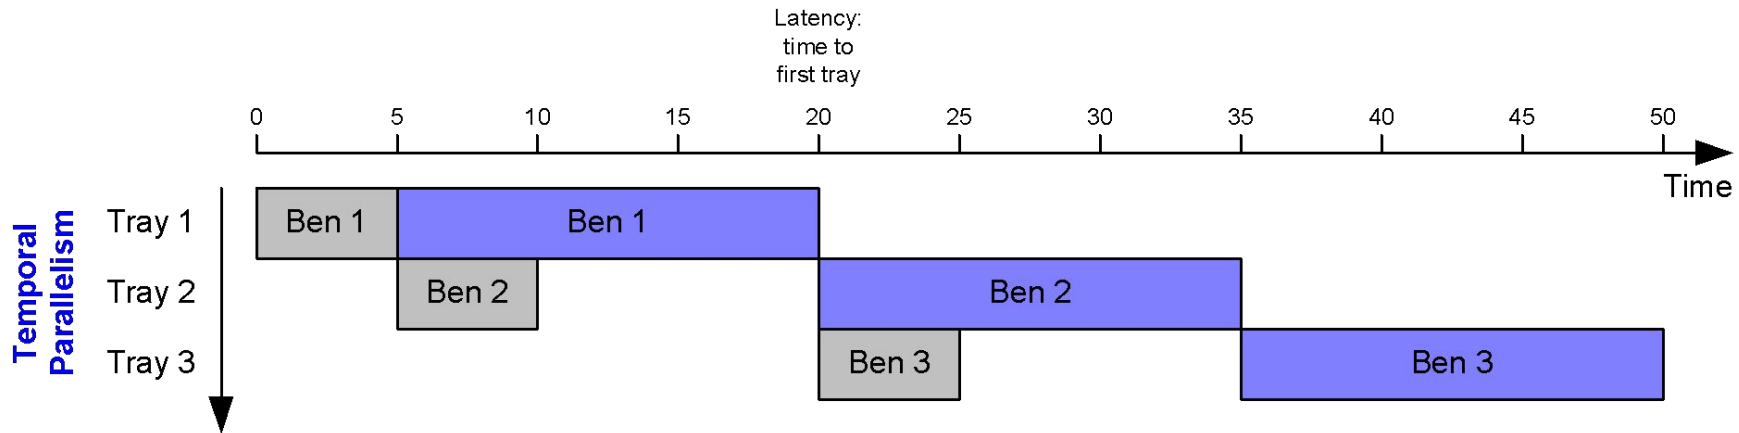 Latency:
time to
first tray
0 5 10 15 20 25 30 35 40 45 50
Time
Temporal
Parallelism
Tray 1 Ben 1 Ben 1
Tray 2 Ben 2 Ben 2
Tray 3 Ben 3 Ben 3